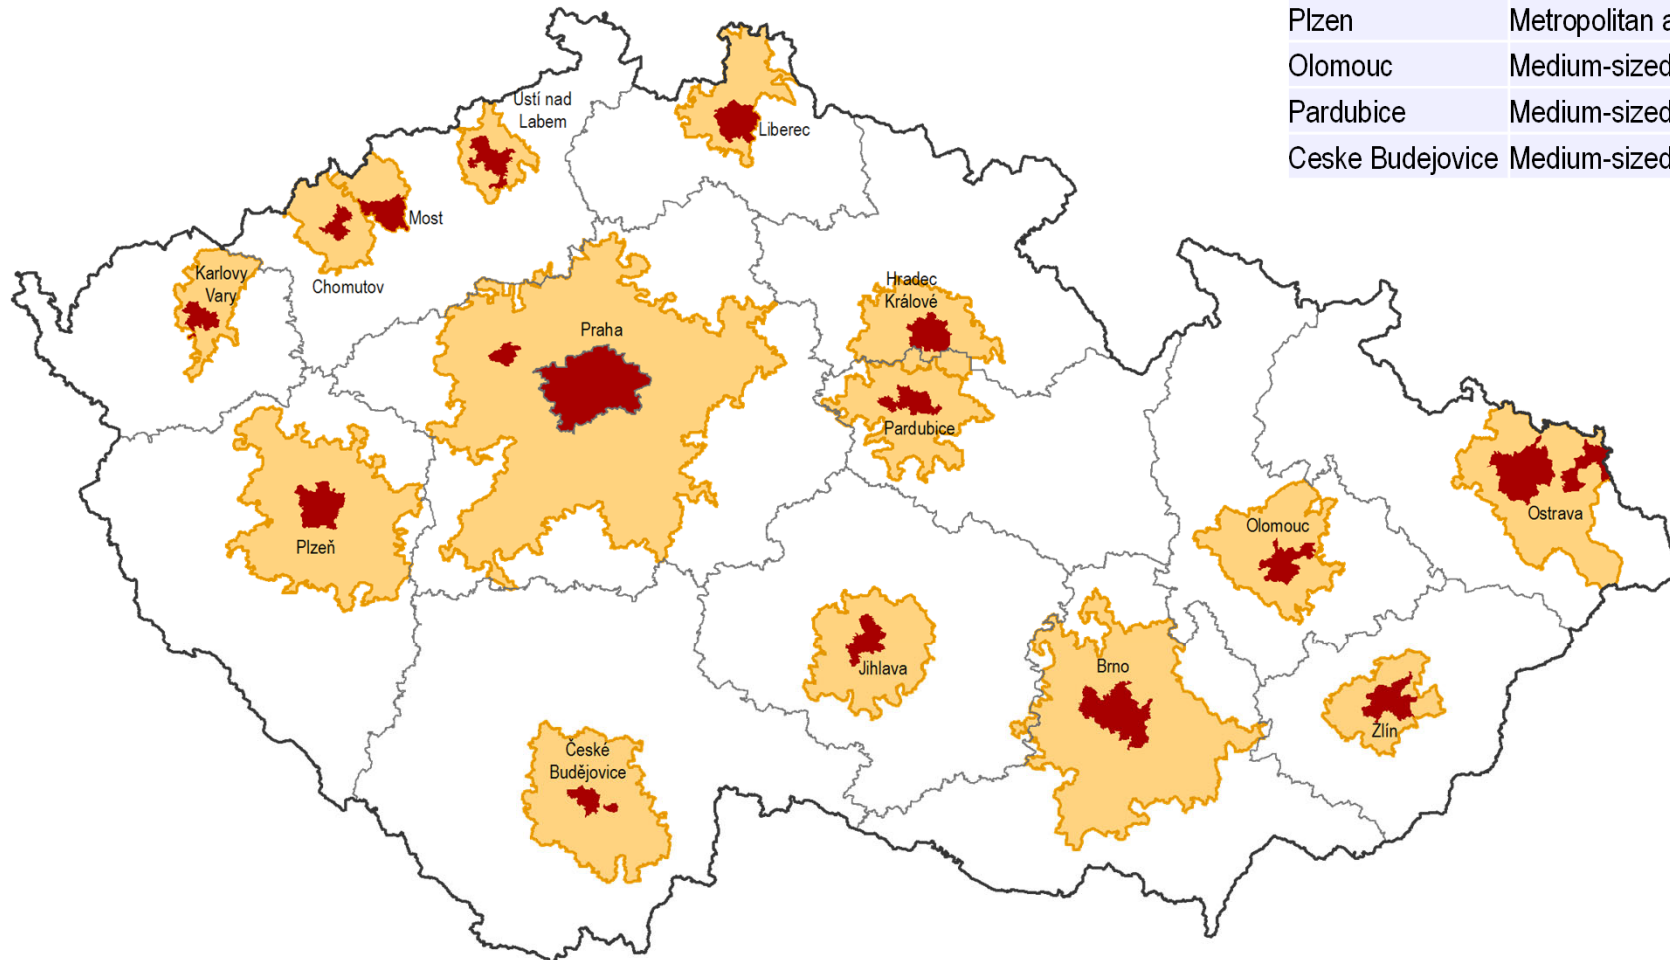 Plzen Metropolitan a
Olomouc Medium-sized
Pardubice Medium-sized
Ceske Budejovice Medium-sized
Ústí nad
Labem
Liberec
Most
Karlovy
Vary
Chomutov
Hradec
Králové
Praha
Pardubice
Plzeň
Olomouc
Ostrava
Jihlava
Brno
Zlín
České
Budějovice